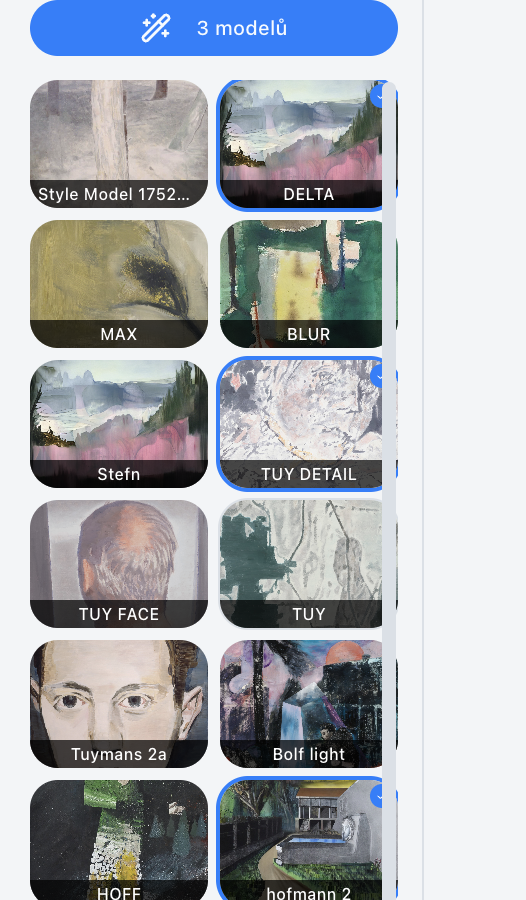 3 modelů
Style Model 1752...
DELTA
MAX
BLUR
Stefn
TUY DETAIL
TUY FACE
TUY
Tuymans 2a
Bolf light
HOFF
hofmann 2